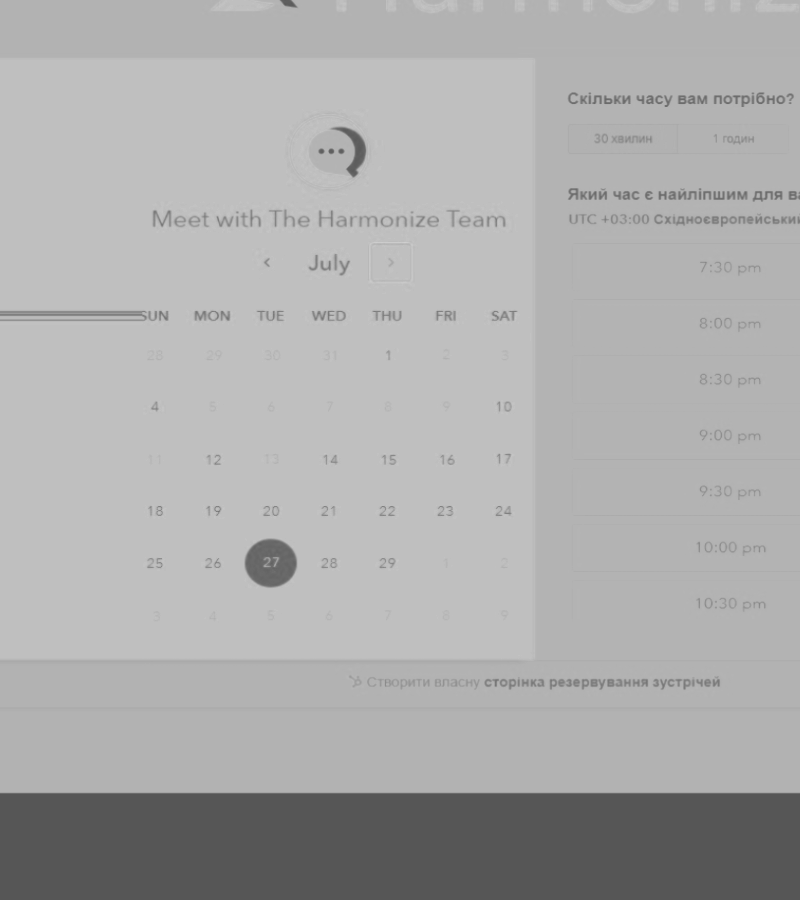 Harmoniz
Meet with The Harmonize Team
‹ July ›
SUN MON TUE WED THU FRI SAT
28 29 30 31 1 2 3
4 5 6 7 8 9 10
11 12 13 14 15 16 17
18 19 20 21 22 23 24
25 26 27 28 29 1 2
3 4 5 6 7 8 9
Скільки часу вам потрібно?
30 хвилин 1 годин
Який час є найліпшим для ва
UTC +03:00 Східноєвропейськи
7:30 pm
8:00 pm
8:30 pm
9:00 pm
9:30 pm
10:00 pm
10:30 pm
Створити власну сторінка резервування зустрічей